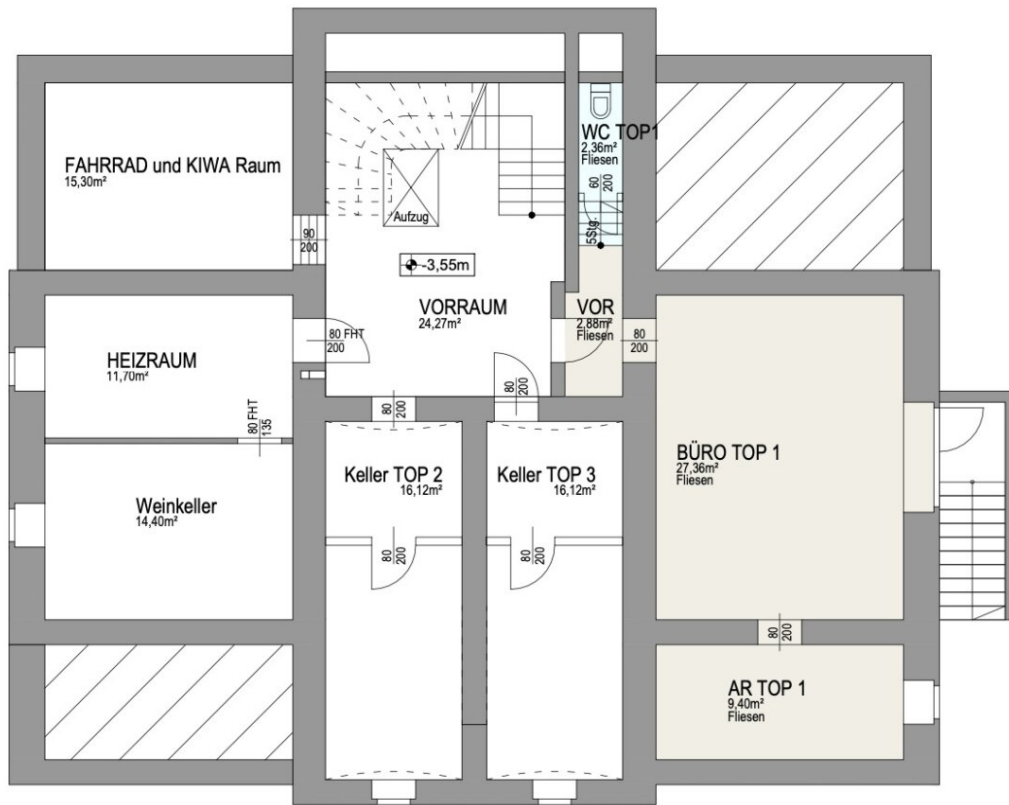 FAHRRAD und KIWA Raum
15,30m²
WC TOP1
2,36m²
Fliesen
60
200
5Stg.
Aufzug
90
200
-3,55m
VORRAUM
24,27m²
VOR
2,88m²
Fliesen
80 FHT
200
80
200
HEIZRAUM
11,70m²
80
200
80
200
80 FHT
135
Keller TOP 2
16,12m²
Keller TOP 3
16,12m²
BÜRO TOP 1
27,36m²
Fliesen
Weinkeller
14,40m²
80
200
80
200
80
200
AR TOP 1
9,40m²
Fliesen